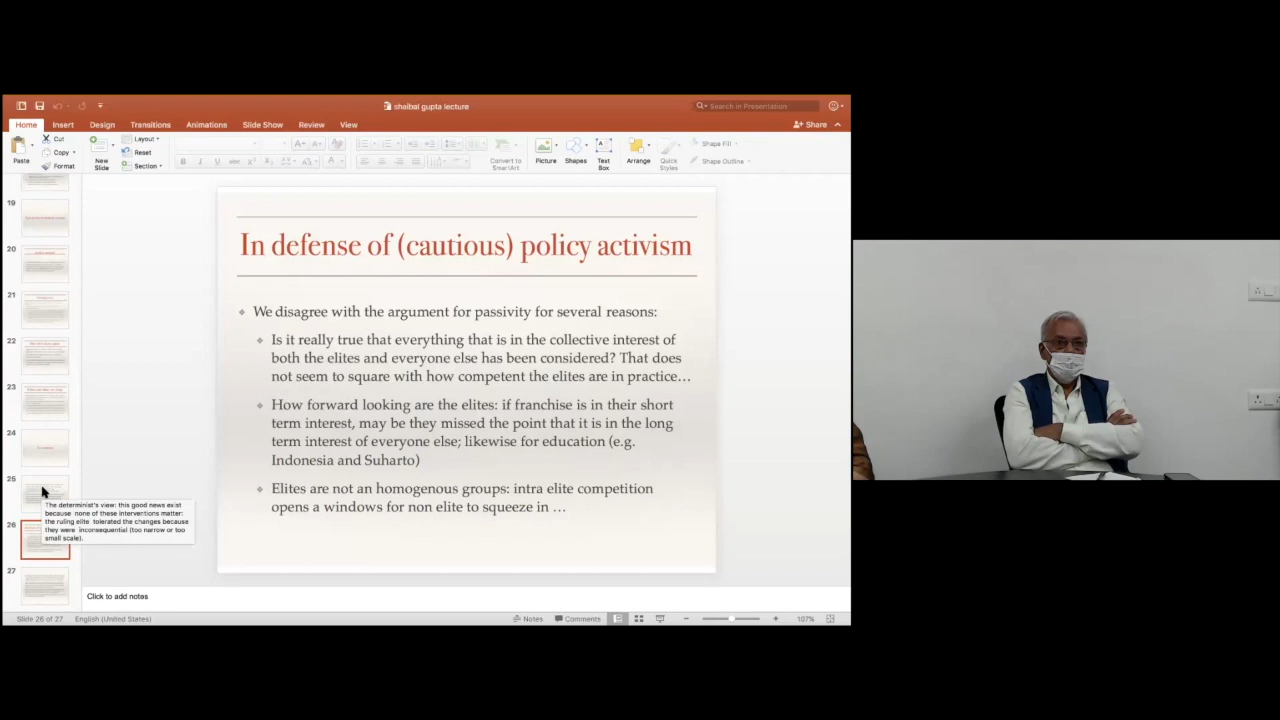 shaibal gupta lecture
Search in Presentation
Home Insert Design Transitions Animations Slide Show Review View
Share
Paste
Cut
Copy
Format
New Slide
Layout
Reset
Section
Convert to SmartArt
Picture
Shapes
Text Box
Arrange
Quick Styles
Shape Fill
Shape Outline
19
20
21
22
23
24
25
26
27
The determinist's view: this good news exist
because none of these interventions matter:
the ruling elite tolerated the changes because
they were inconsequential (too narrow or too
small scale).
In defense of (cautious) policy activism
We disagree with the argument for passivity for several reasons:
Is it really true that everything that is in the collective interest of
both the elites and everyone else has been considered? That does
not seem to square with how competent the elites are in practice…
How forward looking are the elites: if franchise is in their short
term interest, may be they missed the point that it is in the long
term interest of everyone else; likewise for education (e.g.
Indonesia and Suharto)
Elites are not an homogenous groups: intra elite competition
opens a windows for non elite to squeeze in …
Click to add notes
Slide 26 of 27 English (United States)
Notes Comments 107%